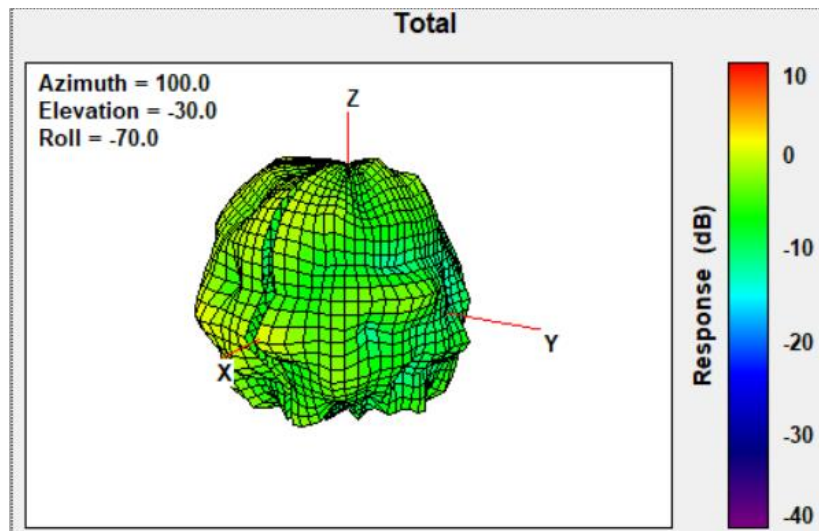 Total
Azimuth = 100.0
Elevation = -30.0
Roll = -70.0
Z
Y
X
Response (dB)
10
0
-10
-20
-30
-40